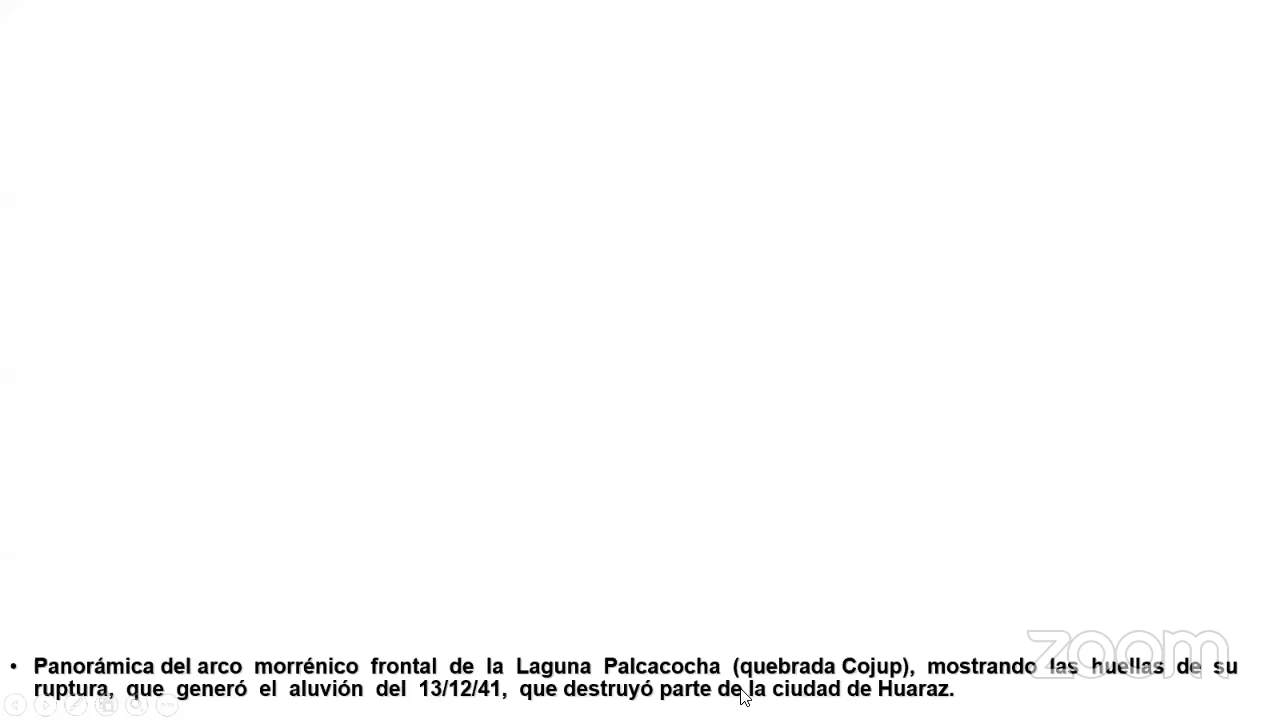 zoom
• Panorámica del arco morrénico frontal de la Laguna Palcacocha (quebrada Cojup), mostrando las huellas de su
ruptura, que generó el aluvión del 13/12/41, que destruyó parte de la ciudad de Huaraz.